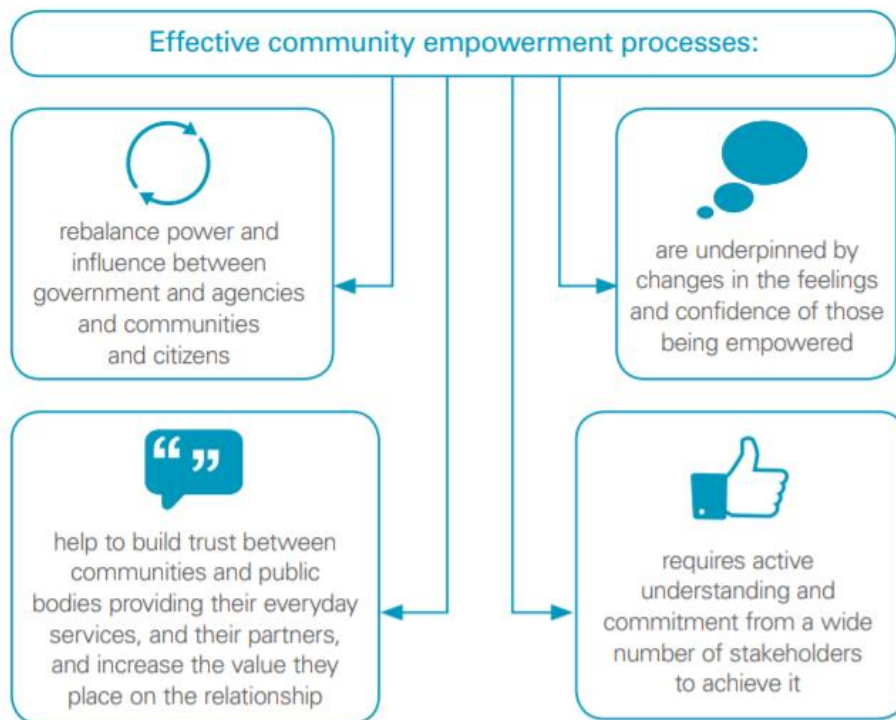 Effective community empowerment processes:
rebalance power and
influence between
government and agencies
and communities
and citizens
are underpinned by
changes in the feelings
and confidence of those
being empowered
help to build trust between
communities and public
bodies providing their everyday
services, and their partners,
and increase the value they
place on the relationship
requires active
understanding and
commitment from a wide
number of stakeholders
to achieve it